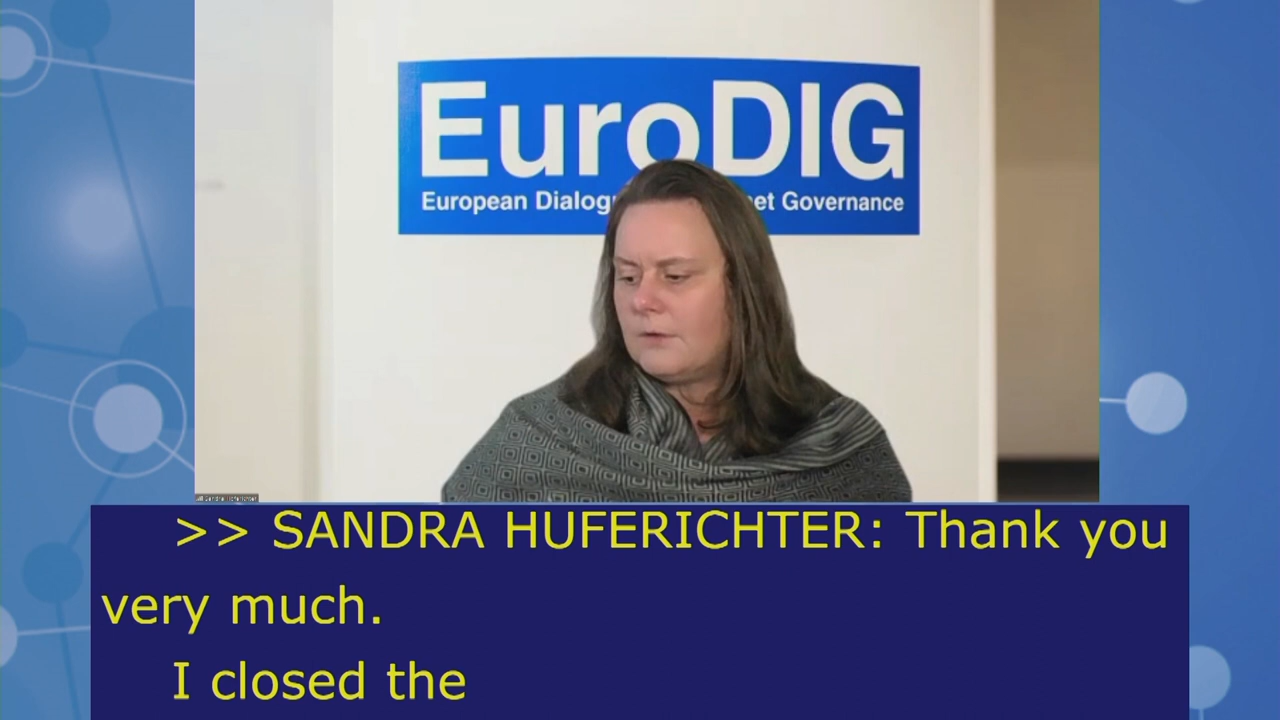 EuroDIG
European Dialog et Governance
>> SANDRA HUFERICHTER: Thank you
very much.
I closed the